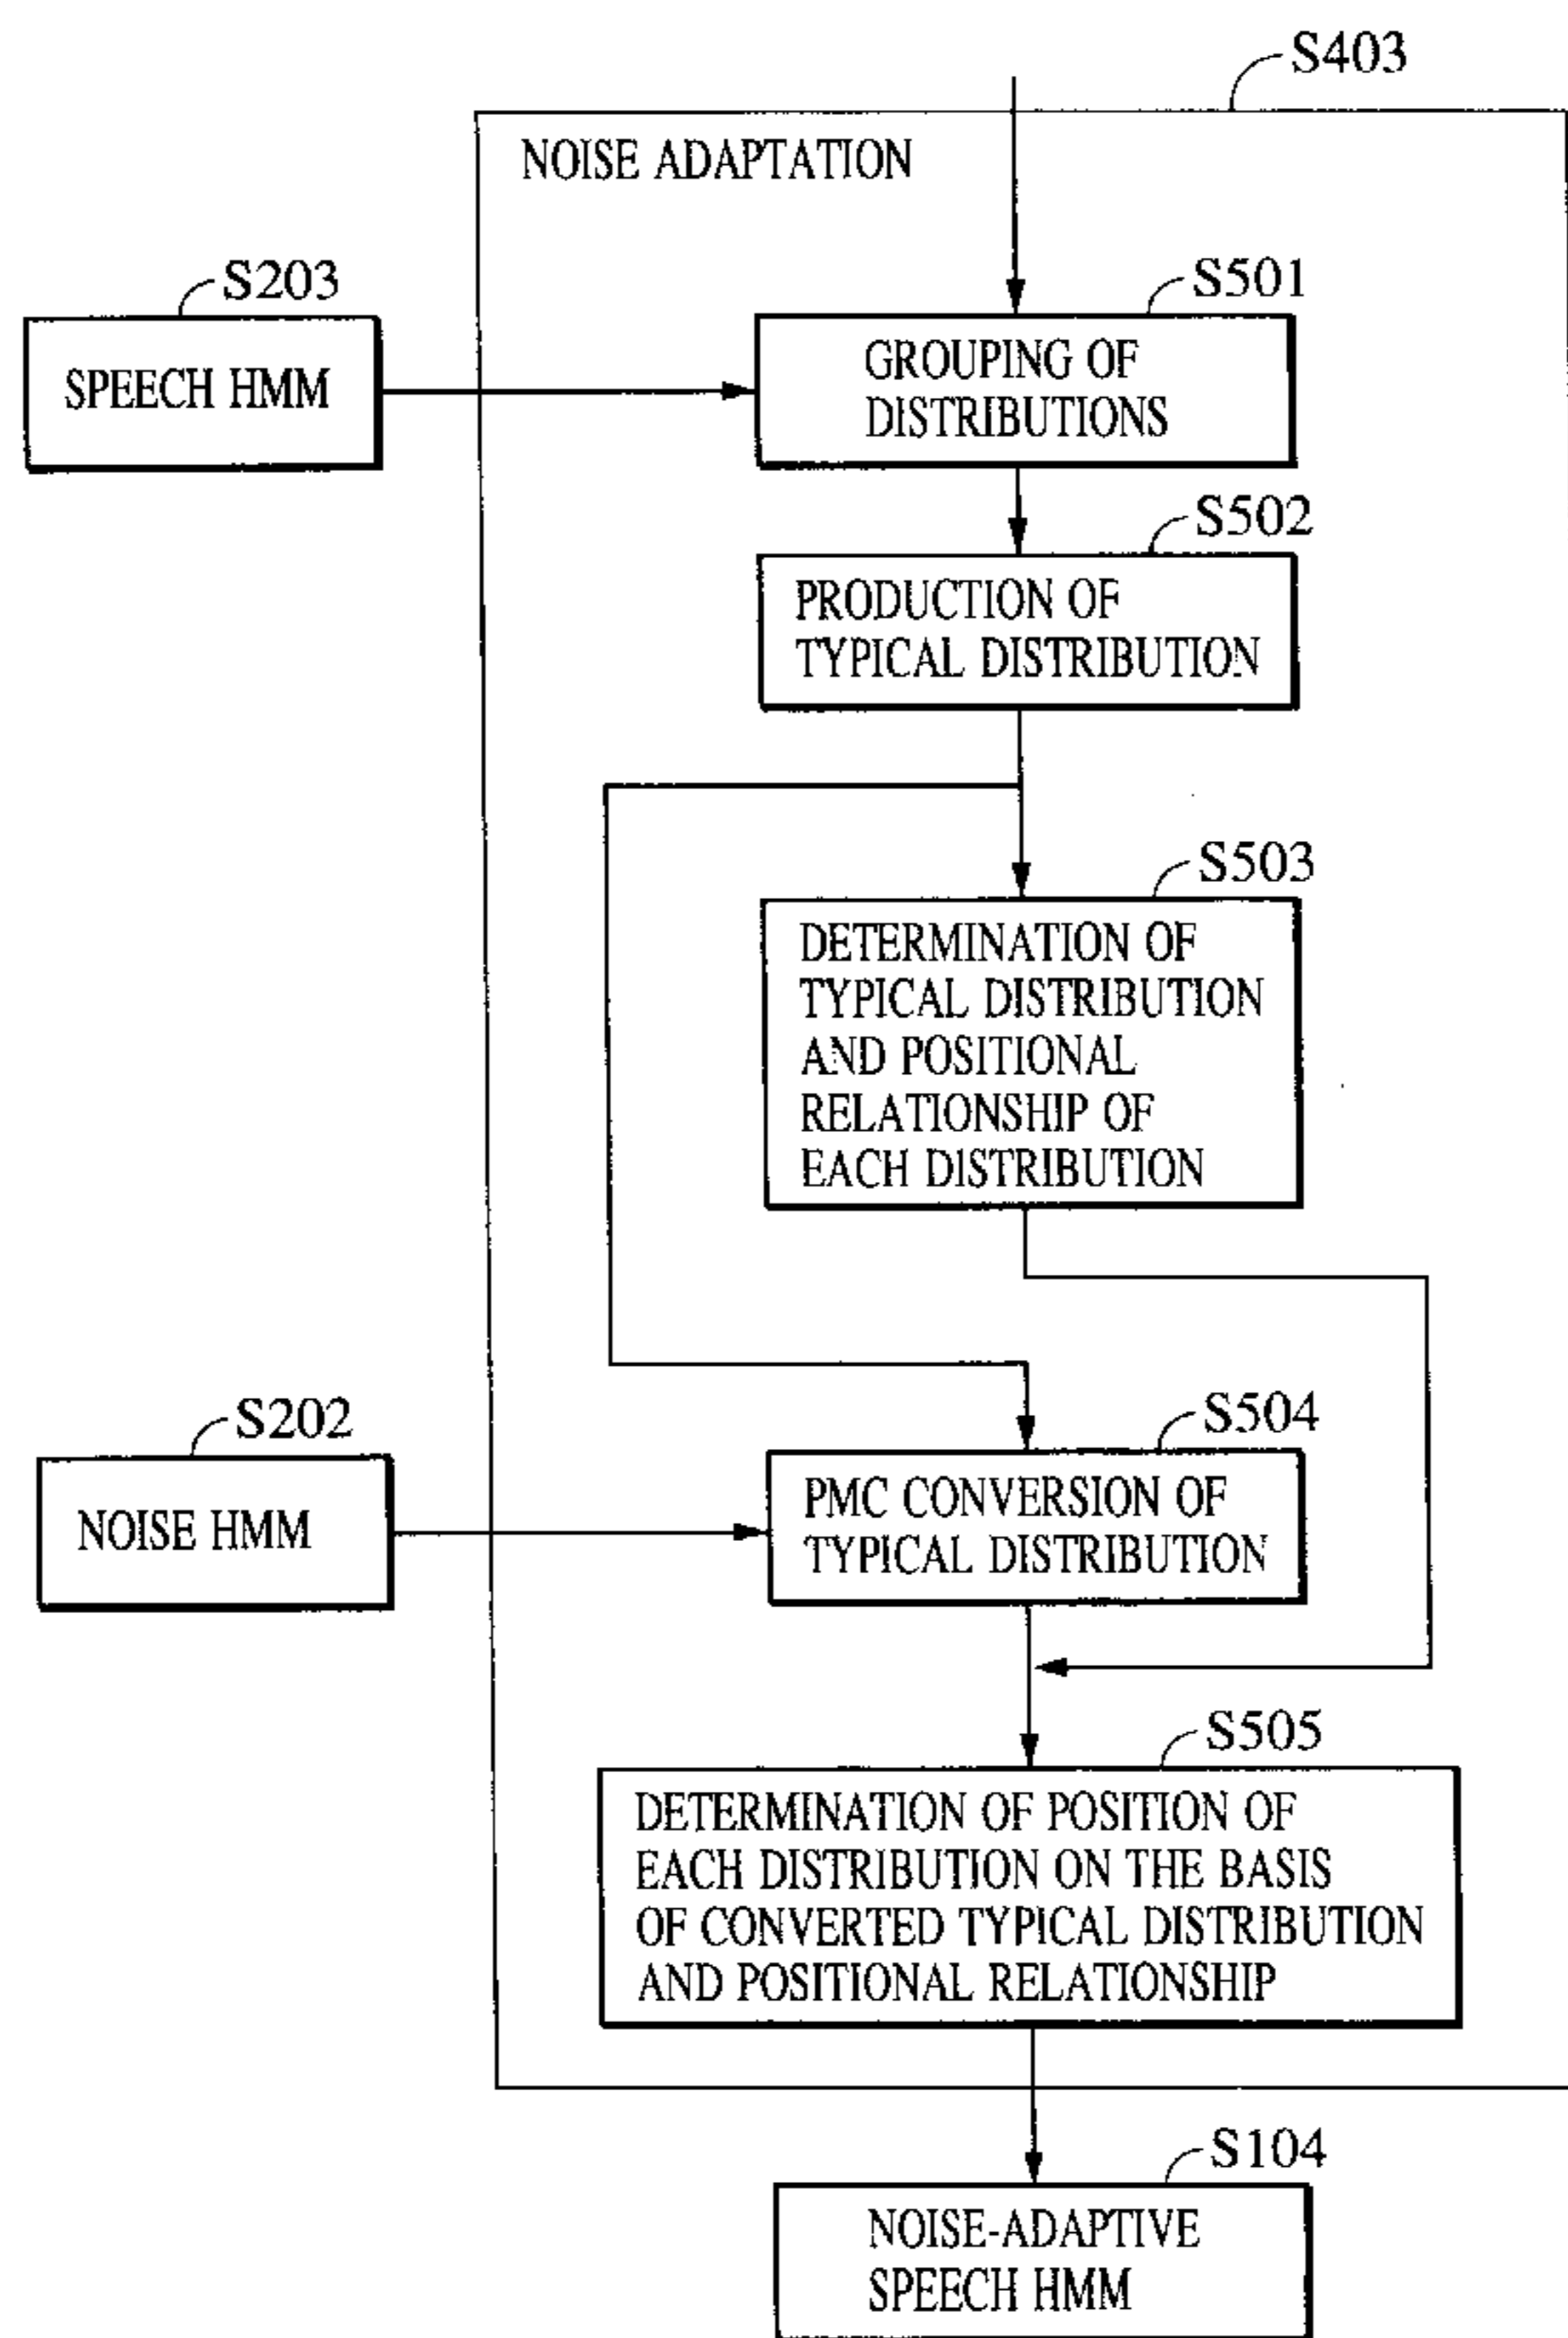 S403
NOISE ADAPTATION
S203
SPEECH HMM
S501
GROUPING OF
DISTRIBUTIONS
S502
PRODUCTION OF
TYPICAL DISTRIBUTION
S503
DETERMINATION OF
TYPICAL DISTRIBUTION
AND POSITIONAL
RELATIONSHIP OF
EACH DISTRIBUTION
S202
NOISE HMM
S504
PMC CONVERSION OF
TYPICAL DISTRIBUTION
S505
DETERMINATION OF POSITION OF
EACH DISTRIBUTION ON THE BASIS
OF CONVERTED TYPICAL DISTRIBUTION
AND POSITIONAL RELATIONSHIP
S104
NOISE-ADAPTIVE
SPEECH HMM